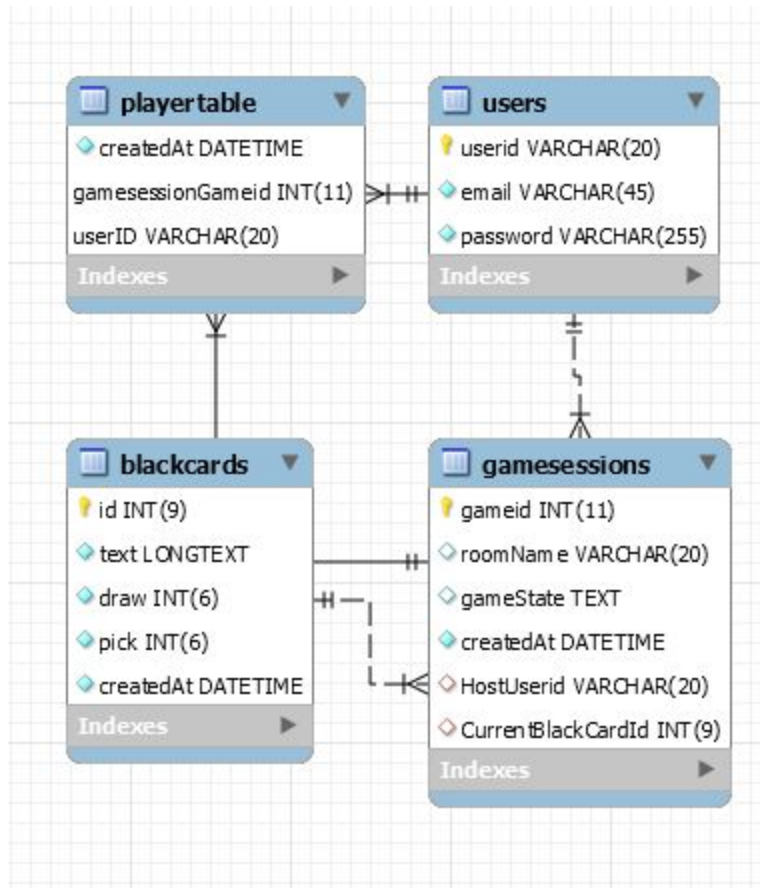 playertable
createdAt DATETIME
gamesessionGameid INT(11)
userID VARCHAR(20)
Indexes
users
userid VARCHAR(20)
email VARCHAR(45)
password VARCHAR(255)
Indexes
blackcards
id INT(9)
text LONGTEXT
draw INT(6)
pick INT(6)
createdAt DATETIME
Indexes
gamesessions
gameid INT(11)
roomName VARCHAR(20)
gameState TEXT
createdAt DATETIME
HostUserid VARCHAR(20)
CurrentBlackCardId INT(9)
Indexes